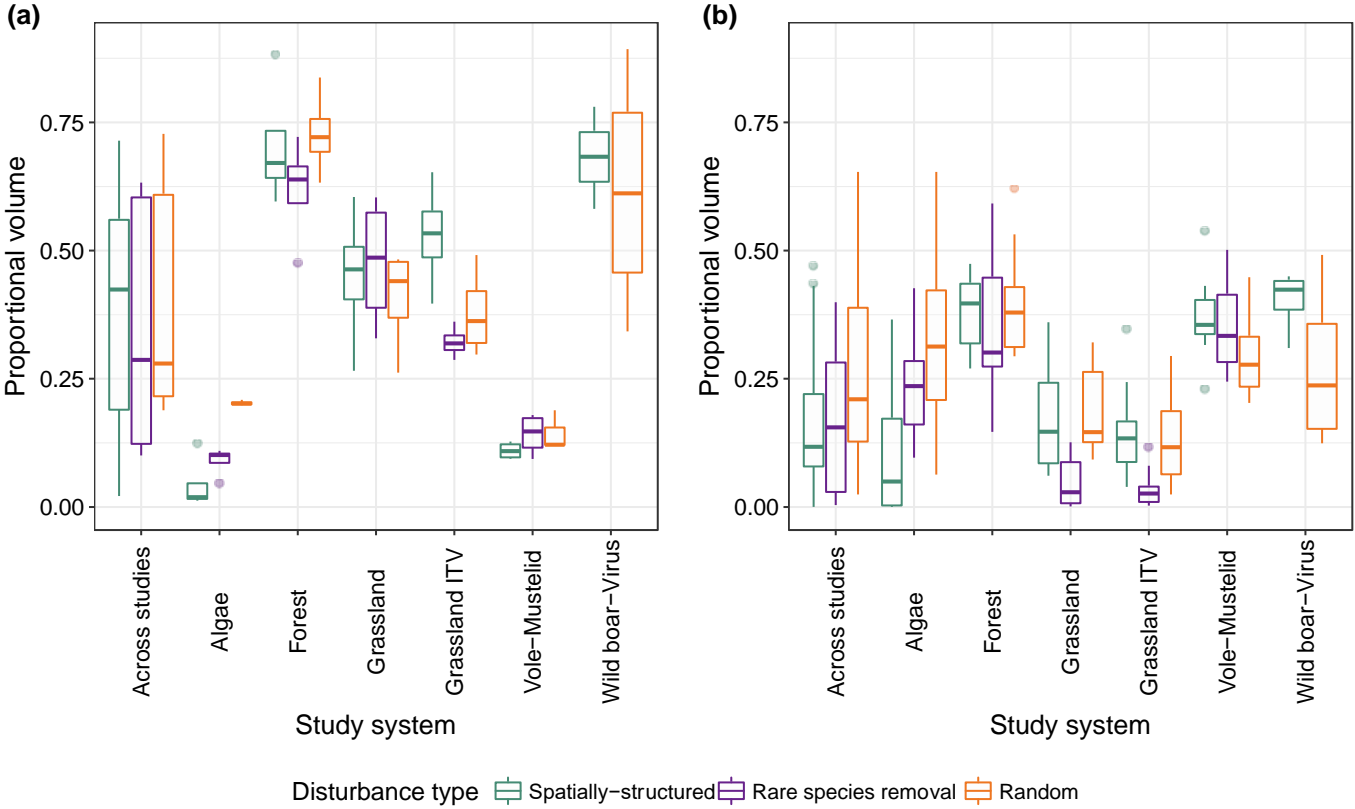 (a)
Proportional volume
0.75
0.50
0.25
0.00
Across studies
Algae
Forest
Grassland
Grassland ITV
Vole−Mustelid
Wild boar−Virus
Study system
(b)
Proportional volume
0.75
0.50
0.25
0.00
Across studies
Algae
Forest
Grassland
Grassland ITV
Vole−Mustelid
Wild boar−Virus
Study system
Disturbance type Spatially−structured Rare species removal Random